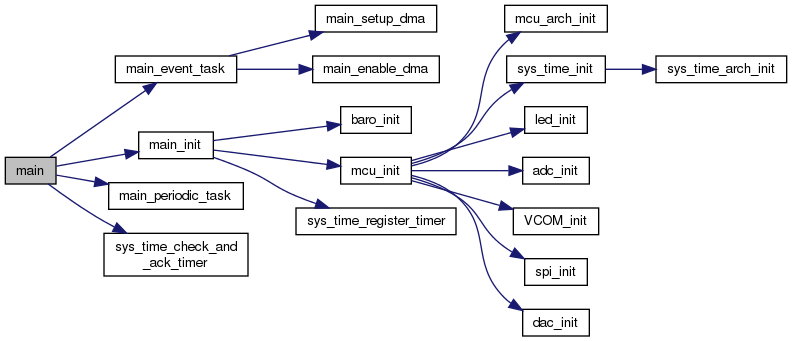 main_setup_dma
mcu_arch_init
main_event_task
main_enable_dma
sys_time_init
sys_time_arch_init
baro_init
led_init
main_init
main
mcu_init
adc_init
main_periodic_task
sys_time_register_timer
VCOM_init
sys_time_check_and
_ack_timer
spi_init
dac_init